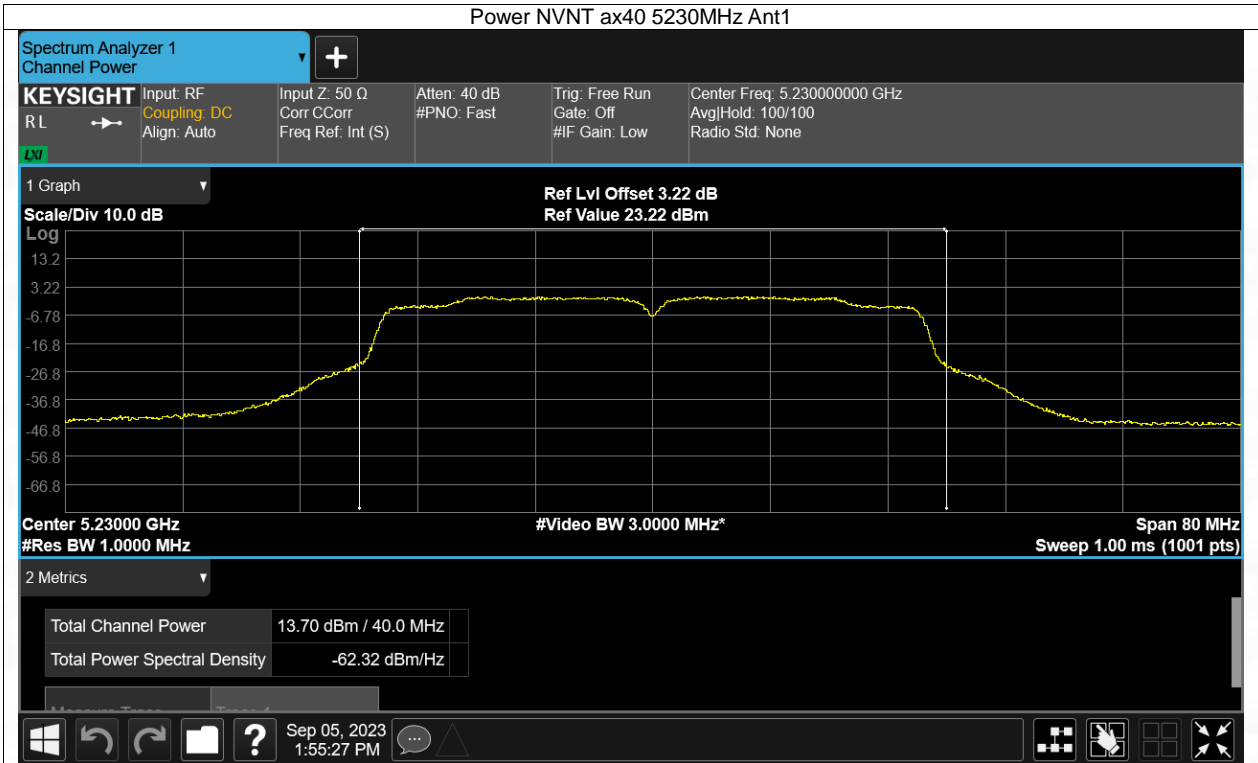 Power NVNT ax40 5230MHz Ant1
Spectrum Analyzer 1
Channel Power
KEYSIGHT
R L
LXI
Input: RF
Coupling: DC
Align: Auto
Input Z: 50 Ω
Corr CCorr
Freq Ref: Int (S)
Atten: 40 dB
#PNO: Fast
Trig: Free Run
Gate: Off
#IF Gain: Low
Center Freq: 5.230000000 GHz
Avg|Hold: 100/100
Radio Std: None
1 Graph
Scale/Div 10.0 dB
Ref Lvl Offset 3.22 dB
Ref Value 23.22 dBm
Log
13.2
3.22
-6.78
-16.8
-26.8
-36.8
-46.8
-56.8
-66.8
Center 5.23000 GHz
#Video BW 3.0000 MHz*
Span 80 MHz
#Res BW 1.0000 MHz
Sweep 1.00 ms (1001 pts)
2 Metrics
Total Channel Power 13.70 dBm / 40.0 MHz
Total Power Spectral Density -62.32 dBm/Hz
Sep 05, 2023
1:55:27 PM